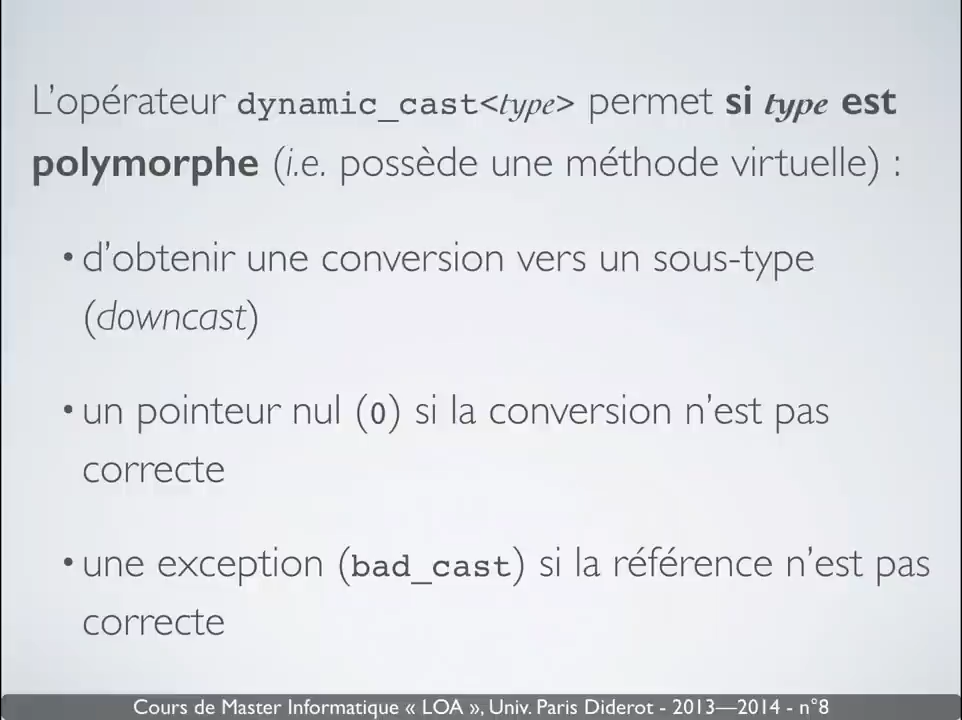 L'opérateur dynamic_cast<type> permet si type est
polymorphe (i.e. possède une méthode virtuelle) :
• d'obtenir une conversion vers un sous-type
(downcast)
• un pointeur nul (0) si la conversion n'est pas
correcte
• une exception (bad_cast) si la référence n'est pas
correcte
Cours de Master Informatique « LOA », Univ. Paris Diderot - 2013—2014 - n°8